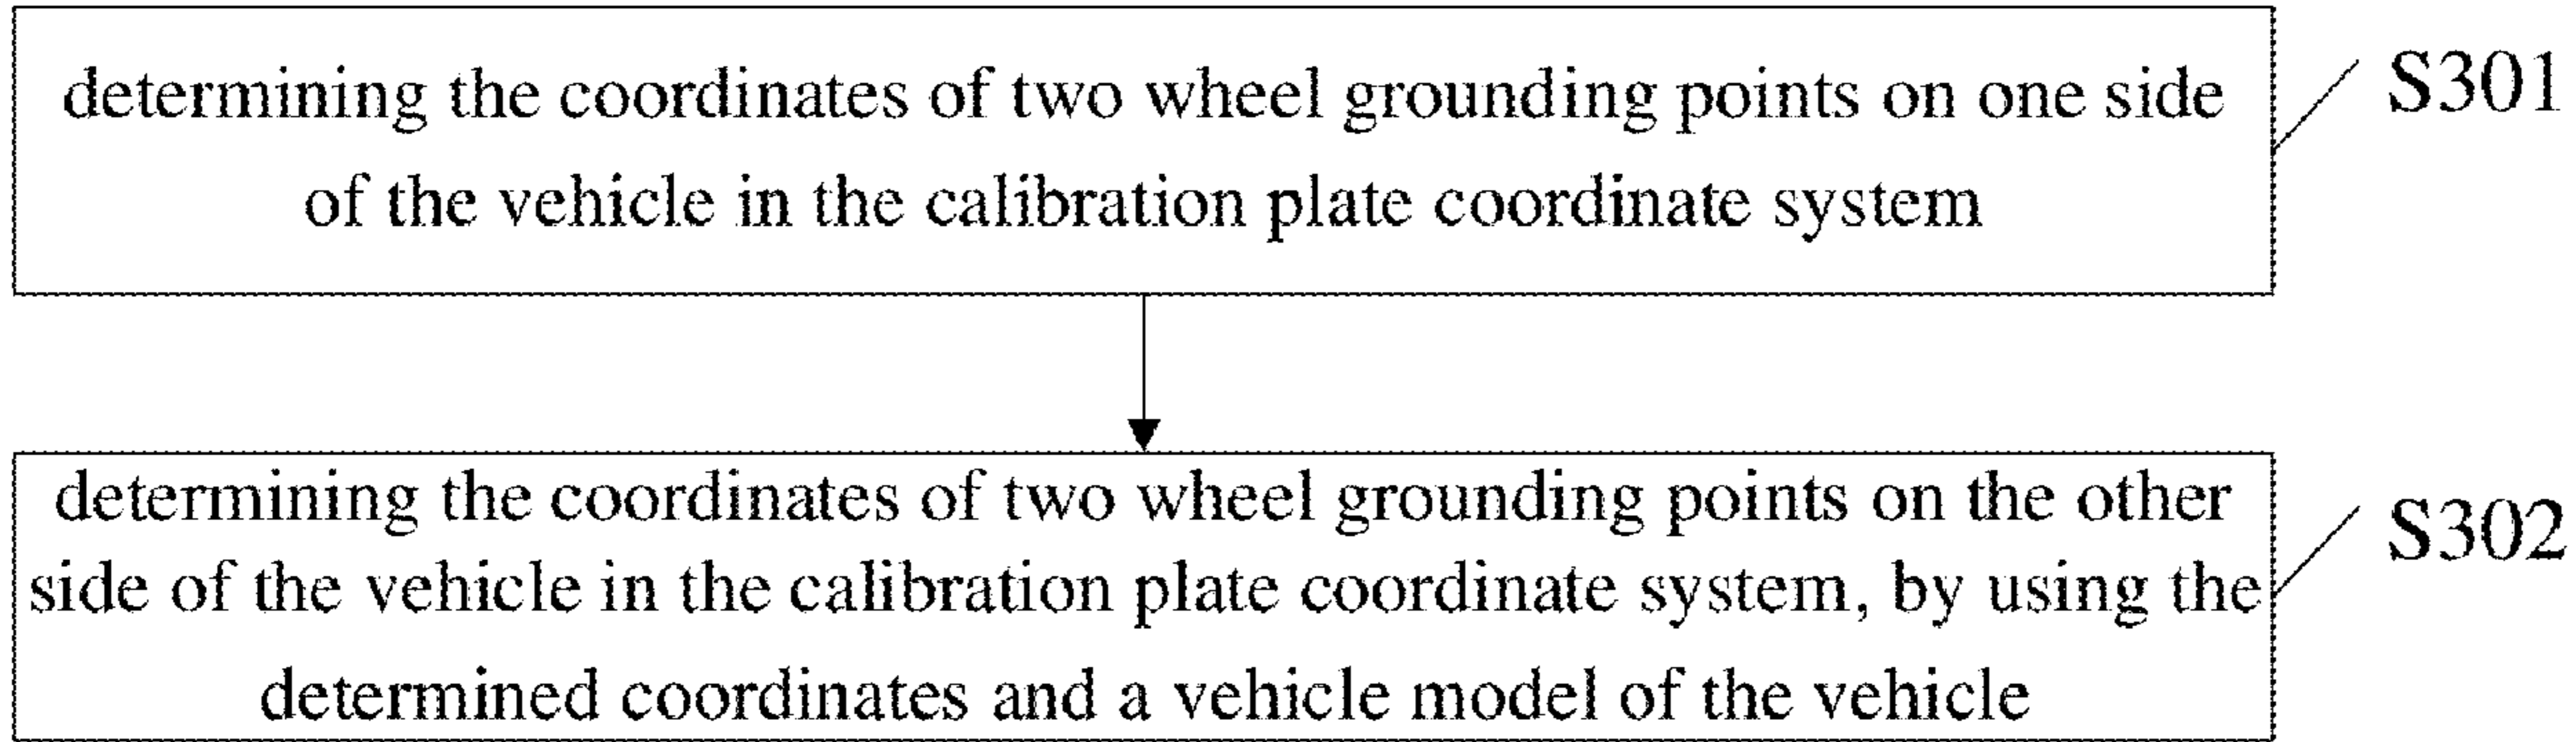 determining the coordinates of two wheel grounding points on one side
of the vehicle in the calibration plate coordinate system
S301
determining the coordinates of two wheel grounding points on the other
side of the vehicle in the calibration plate coordinate system, by using the
determined coordinates and a vehicle model of the vehicle
S302